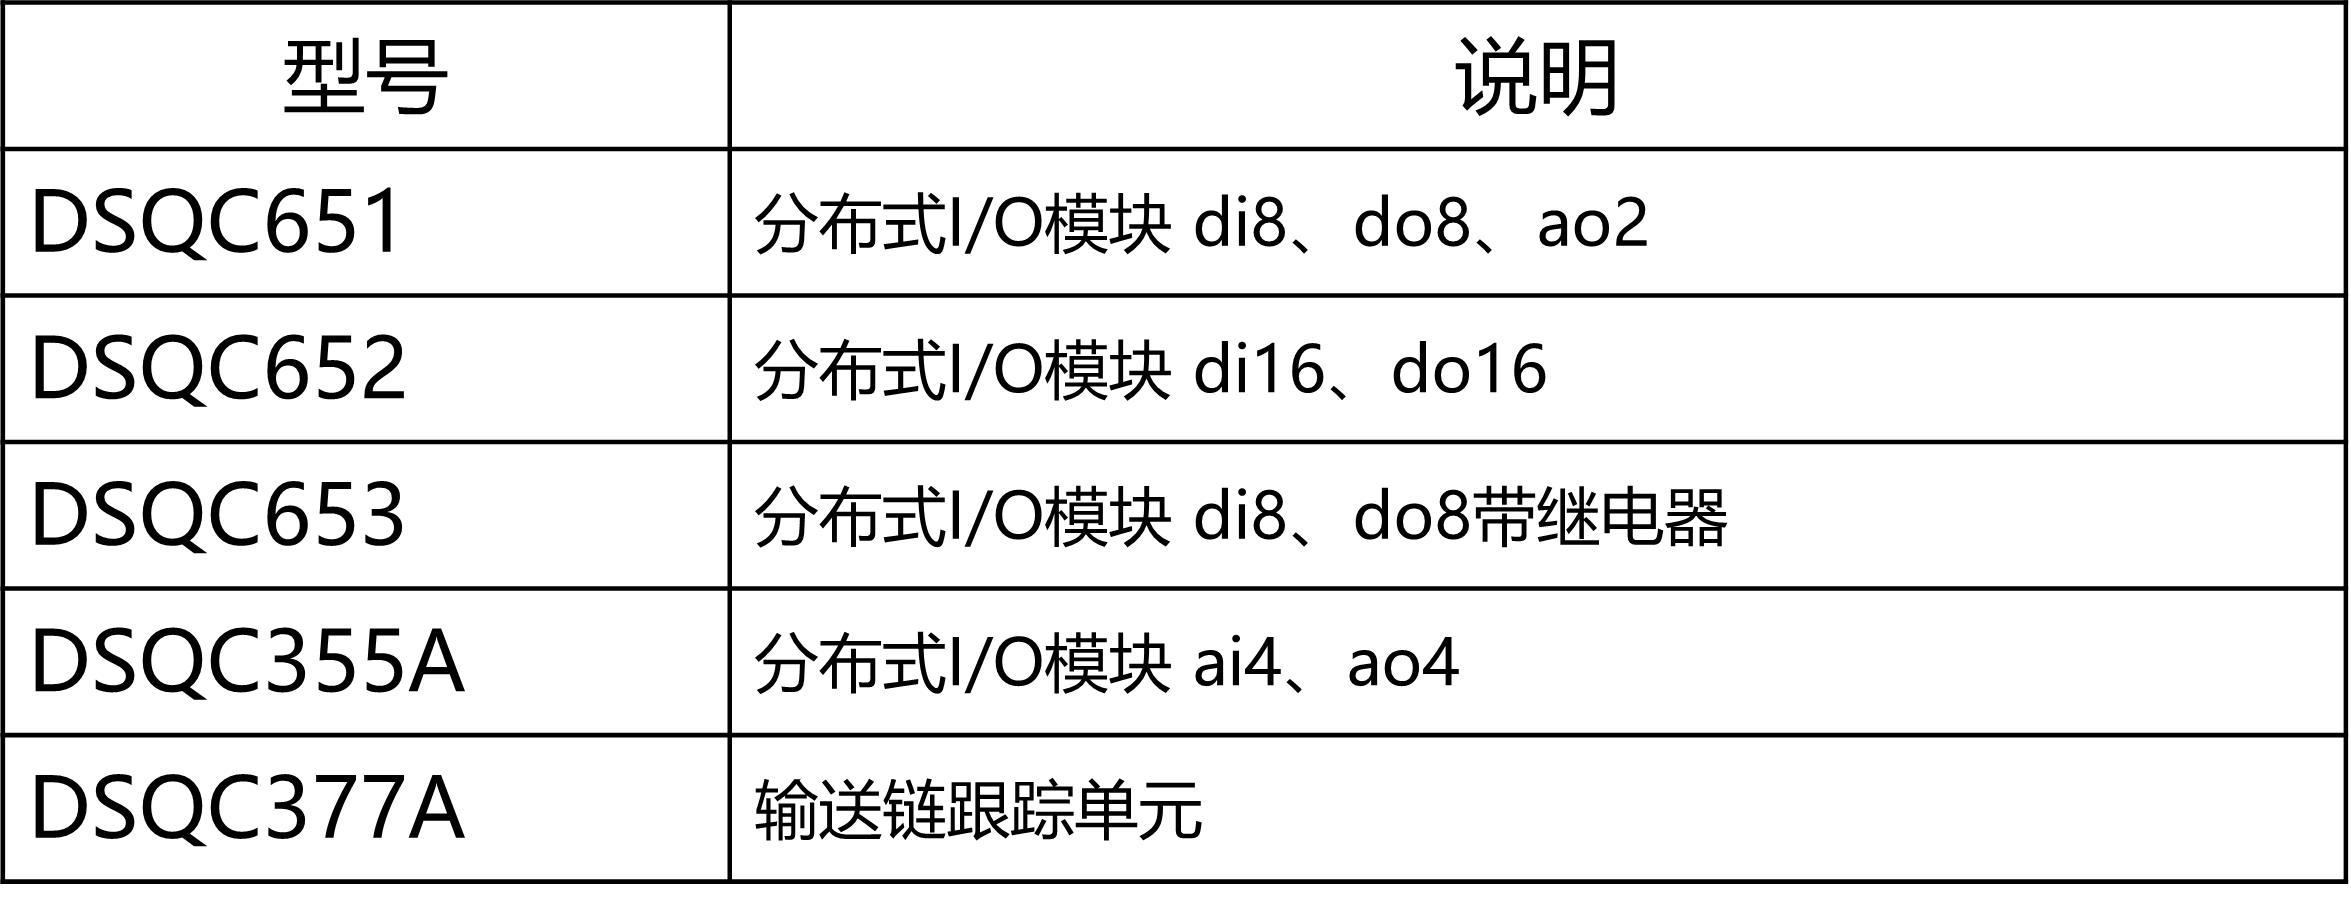 型号 说明
DSQC651 分布式I/O模块 di8、do8、ao2
DSQC652 分布式I/O模块 di16、do16
DSQC653 分布式I/O模块 di8、do8带继电器
DSQC355A 分布式I/O模块 ai4、ao4
DSQC377A 输送链跟踪单元